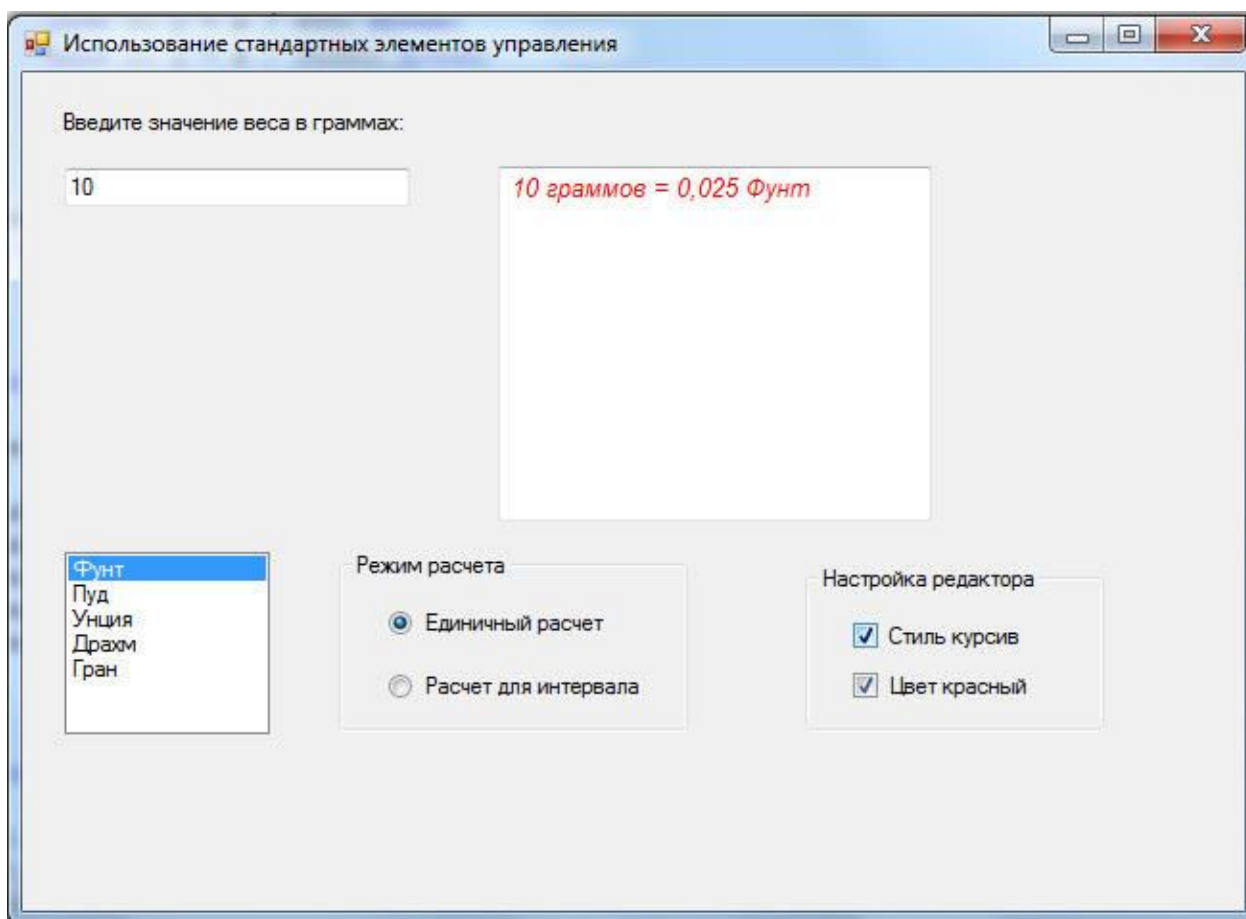 Использование стандартных элементов управления
Введите значение веса в граммах:
10
10 граммов = 0,025 Фунт
Фунт
Пуд
Унция
Драхм
Гран
Режим расчета
Единичный расчет
Расчет для интервала
Настройка редактора
Стиль курсив
Цвет красный